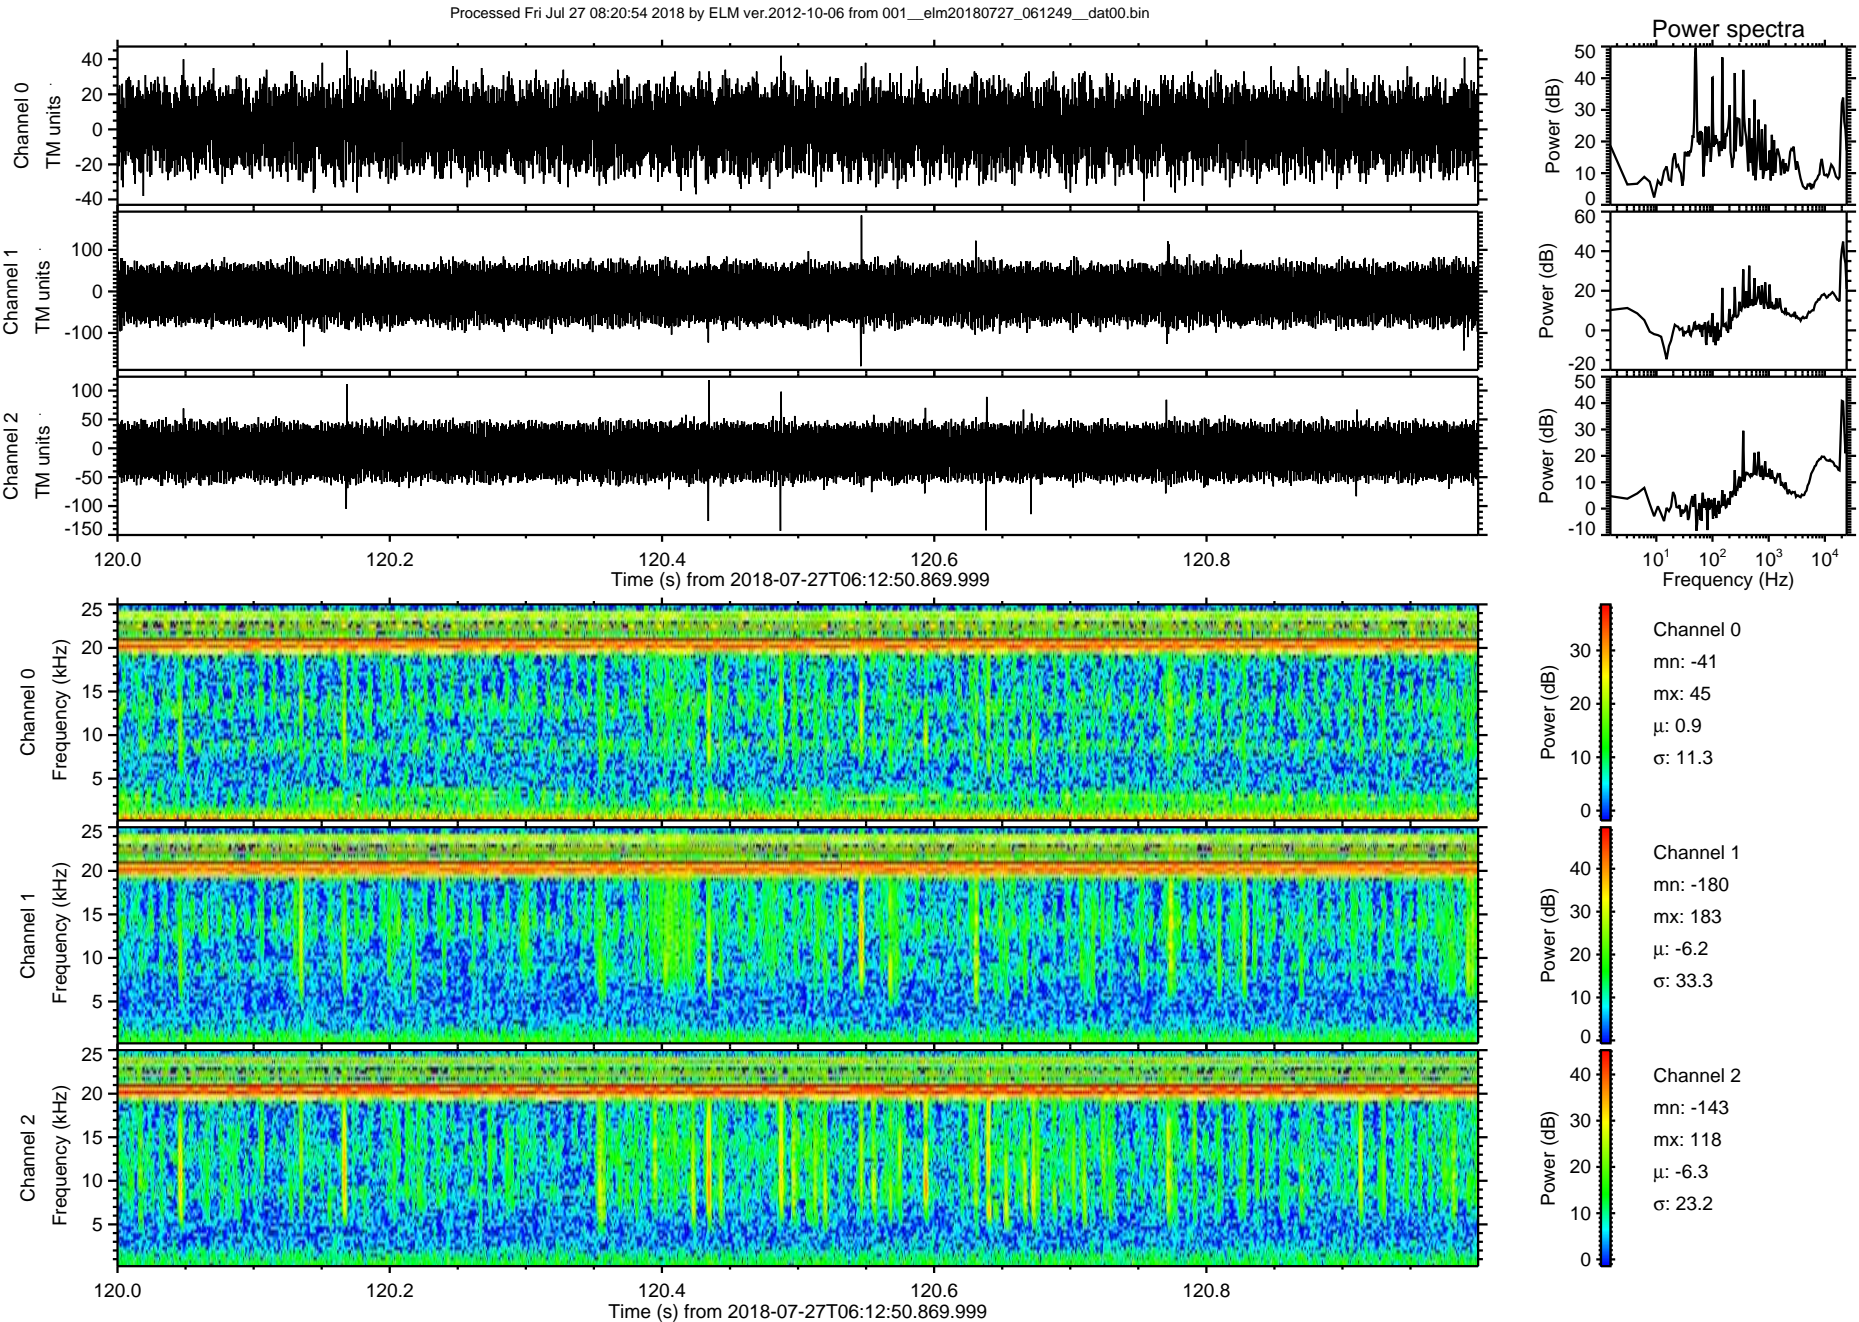 Processed Fri Jul 27 08:20:54 2018 by ELM ver.2012-10-06 from 001__elm20180727_061249__dat00.bin
Power spectra
Channel 0
TM units
40
20
0
-20
-40
Power (dB)
50
40
30
20
10
0
Channel 1
TM units
100
0
-100
Power (dB)
60
40
20
0
-20
Channel 2
TM units
100
50
0
-50
-100
-150
Power (dB)
50
40
30
20
10
0
-10
120.0 120.2 120.4 120.6 120.8
Time (s) from 2018-07-27T06:12:50.869.999
10^1 10^2 10^3 10^4
Frequency (Hz)
Channel 0
Frequency (kHz)
25
20
15
10
5
Power (dB)
30
20
10
0
Channel 0
mn: -41
mx: 45
μ: 0.9
σ: 11.3
Channel 1
Frequency (kHz)
25
20
15
10
5
Power (dB)
40
30
20
10
0
Channel 1
mn: -180
mx: 183
μ: -6.2
σ: 33.3
Channel 2
Frequency (kHz)
25
20
15
10
5
Power (dB)
40
30
20
10
0
Channel 2
mn: -143
mx: 118
μ: -6.3
σ: 23.2
120.0 120.2 120.4 120.6 120.8
Time (s) from 2018-07-27T06:12:50.869.999